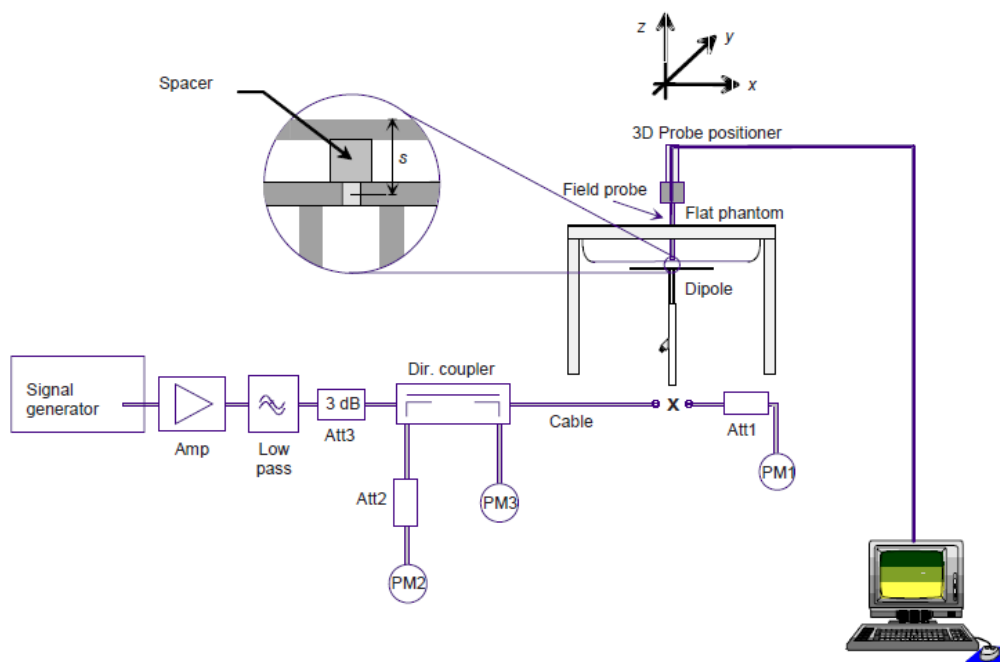 z
y
x
Spacer
s
3D Probe positioner
Field probe
Flat phantom
Dipole
Signal
generator
Amp
Low
pass
3 dB
Att3
Dir. coupler
Cable
X
Att1
PM1
Att2
PM3
PM2